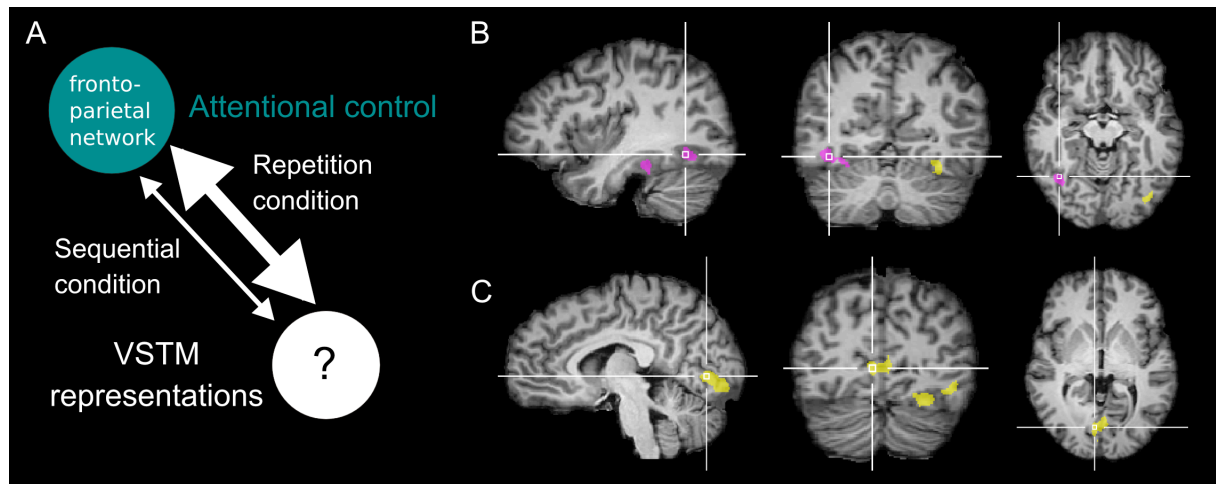 A
fronto-
parietal
network
Attentional control
Repetition
condition
Sequential
condition
VSTM
representations
?
B
C